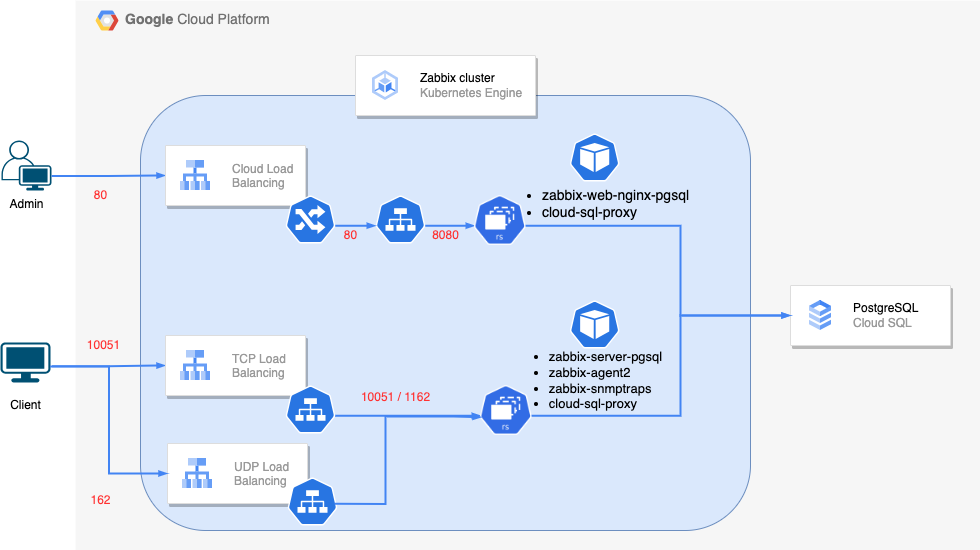 Google Cloud Platform
Zabbix cluster
Kubernetes Engine
Admin
80
Cloud Load
Balancing
80
8080
rs
• zabbix-web-nginx-pgsql
• cloud-sql-proxy
PostgreSQL
Cloud SQL
Client
10051
162
TCP Load
Balancing
UDP Load
Balancing
10051 / 1162
rs
• zabbix-server-pgsql
• zabbix-agent2
• zabbix-snmptraps
• cloud-sql-proxy